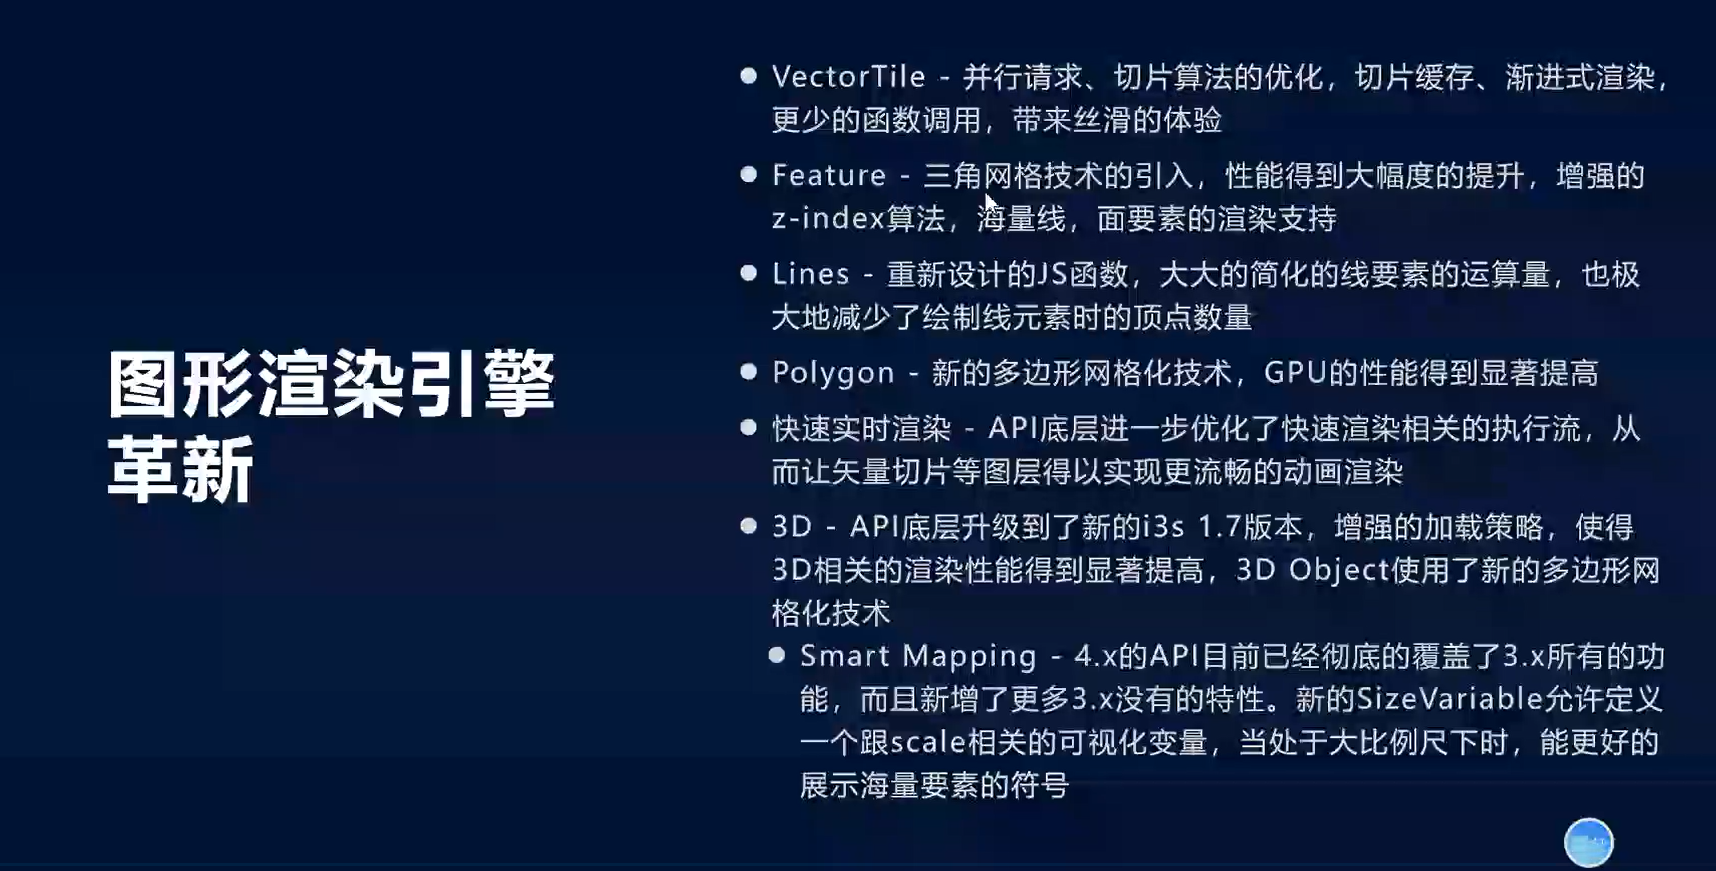 图形渲染引擎
革新
VectorTile - 并行请求、切片算法的优化，切片缓存、渐进式渲染，
更少的函数调用，带来丝滑的体验
Feature - 三角网格技术的引入，性能得到大幅度的提升，增强的
z-index算法，海量线，面要素的渲染支持
Lines - 重新设计的JS函数，大大的简化的线要素的运算量，也极
大地减少了绘制线元素时的顶点数量
Polygon - 新的多边形网格化技术，GPU的性能得到显著提高
快速实时渲染 - API底层进一步优化了快速渲染相关的执行流，从
而让矢量切片等图层得以实现更流畅的动画渲染
3D - API底层升级到了新的i3s 1.7版本，增强的加载策略，使得
3D相关的渲染性能得到显著提高，3D Object使用了新的多边形网
格化技术
Smart Mapping - 4.x的API目前已经彻底的覆盖了3.x所有的功
能，而且新增了更多3.x没有的特性。新的SizeVariable允许定义
一个跟scale相关的可视化变量，当处于大比例尺下时，能更好的
展示海量要素的符号